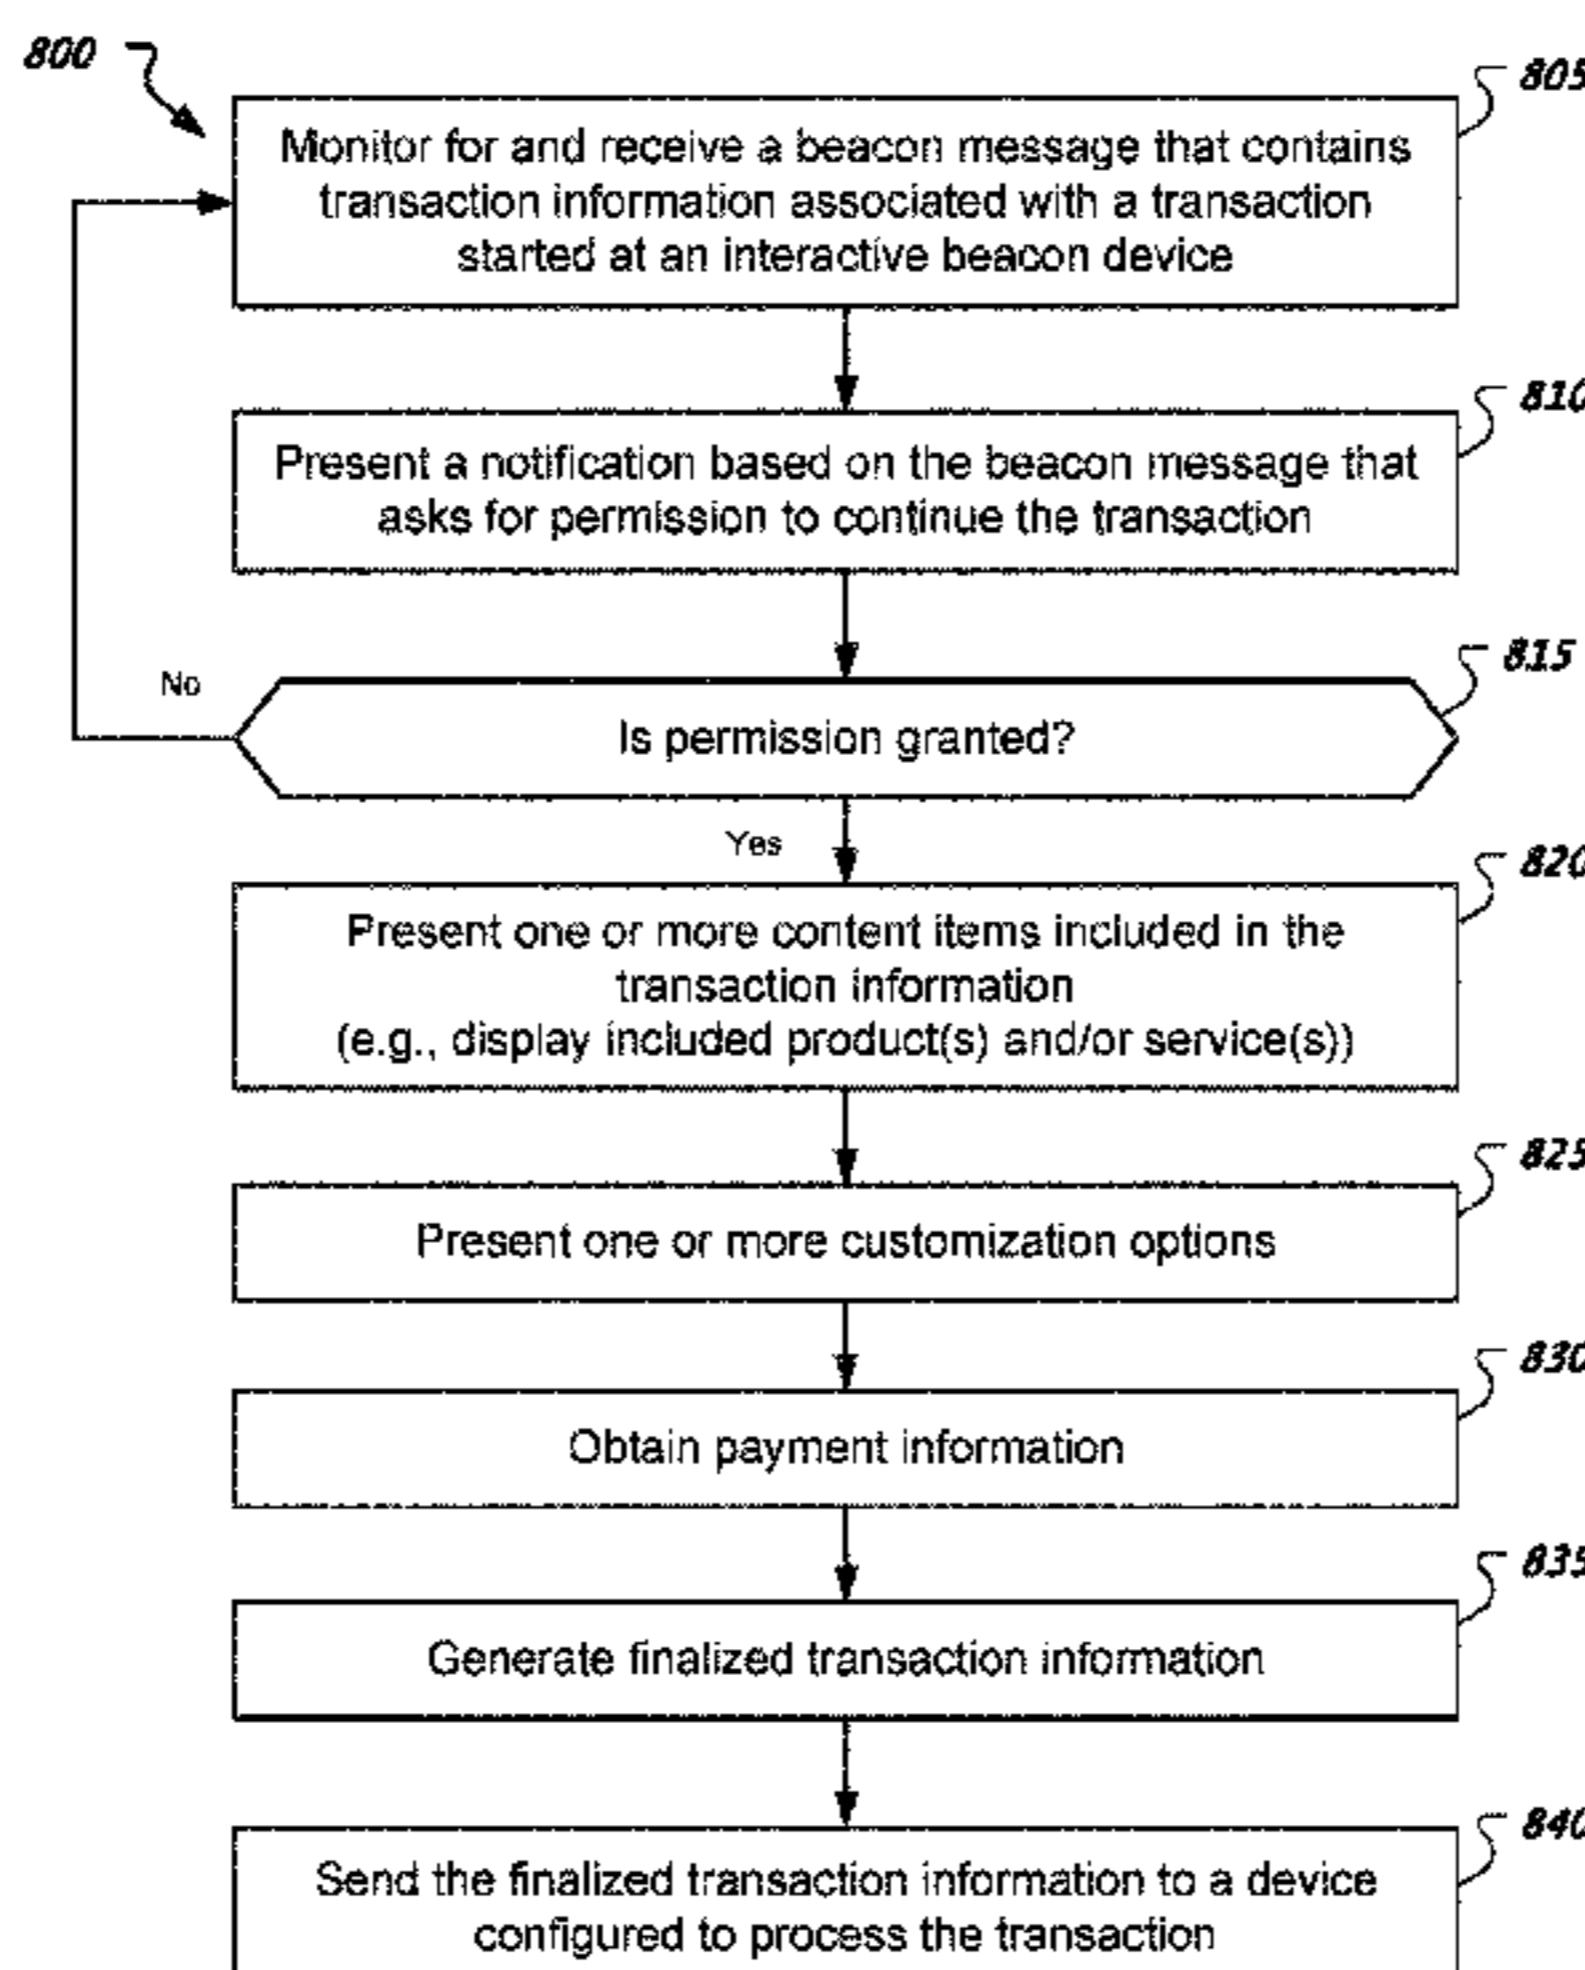 800
805
Monitor for and receive a beacon message that contains
transaction information associated with a transaction
started at an interactive beacon device
810
Present a notification based on the beacon message that
asks for permission to continue the transaction
815
No
Is permission granted?
Yes
820
Present one or more content items included in the
transaction information
(e.g., display included product(s) and/or service(s))
825
Present one or more customization options
830
Obtain payment information
835
Generate finalized transaction information
840
Send the finalized transaction information to a device
configured to process the transaction